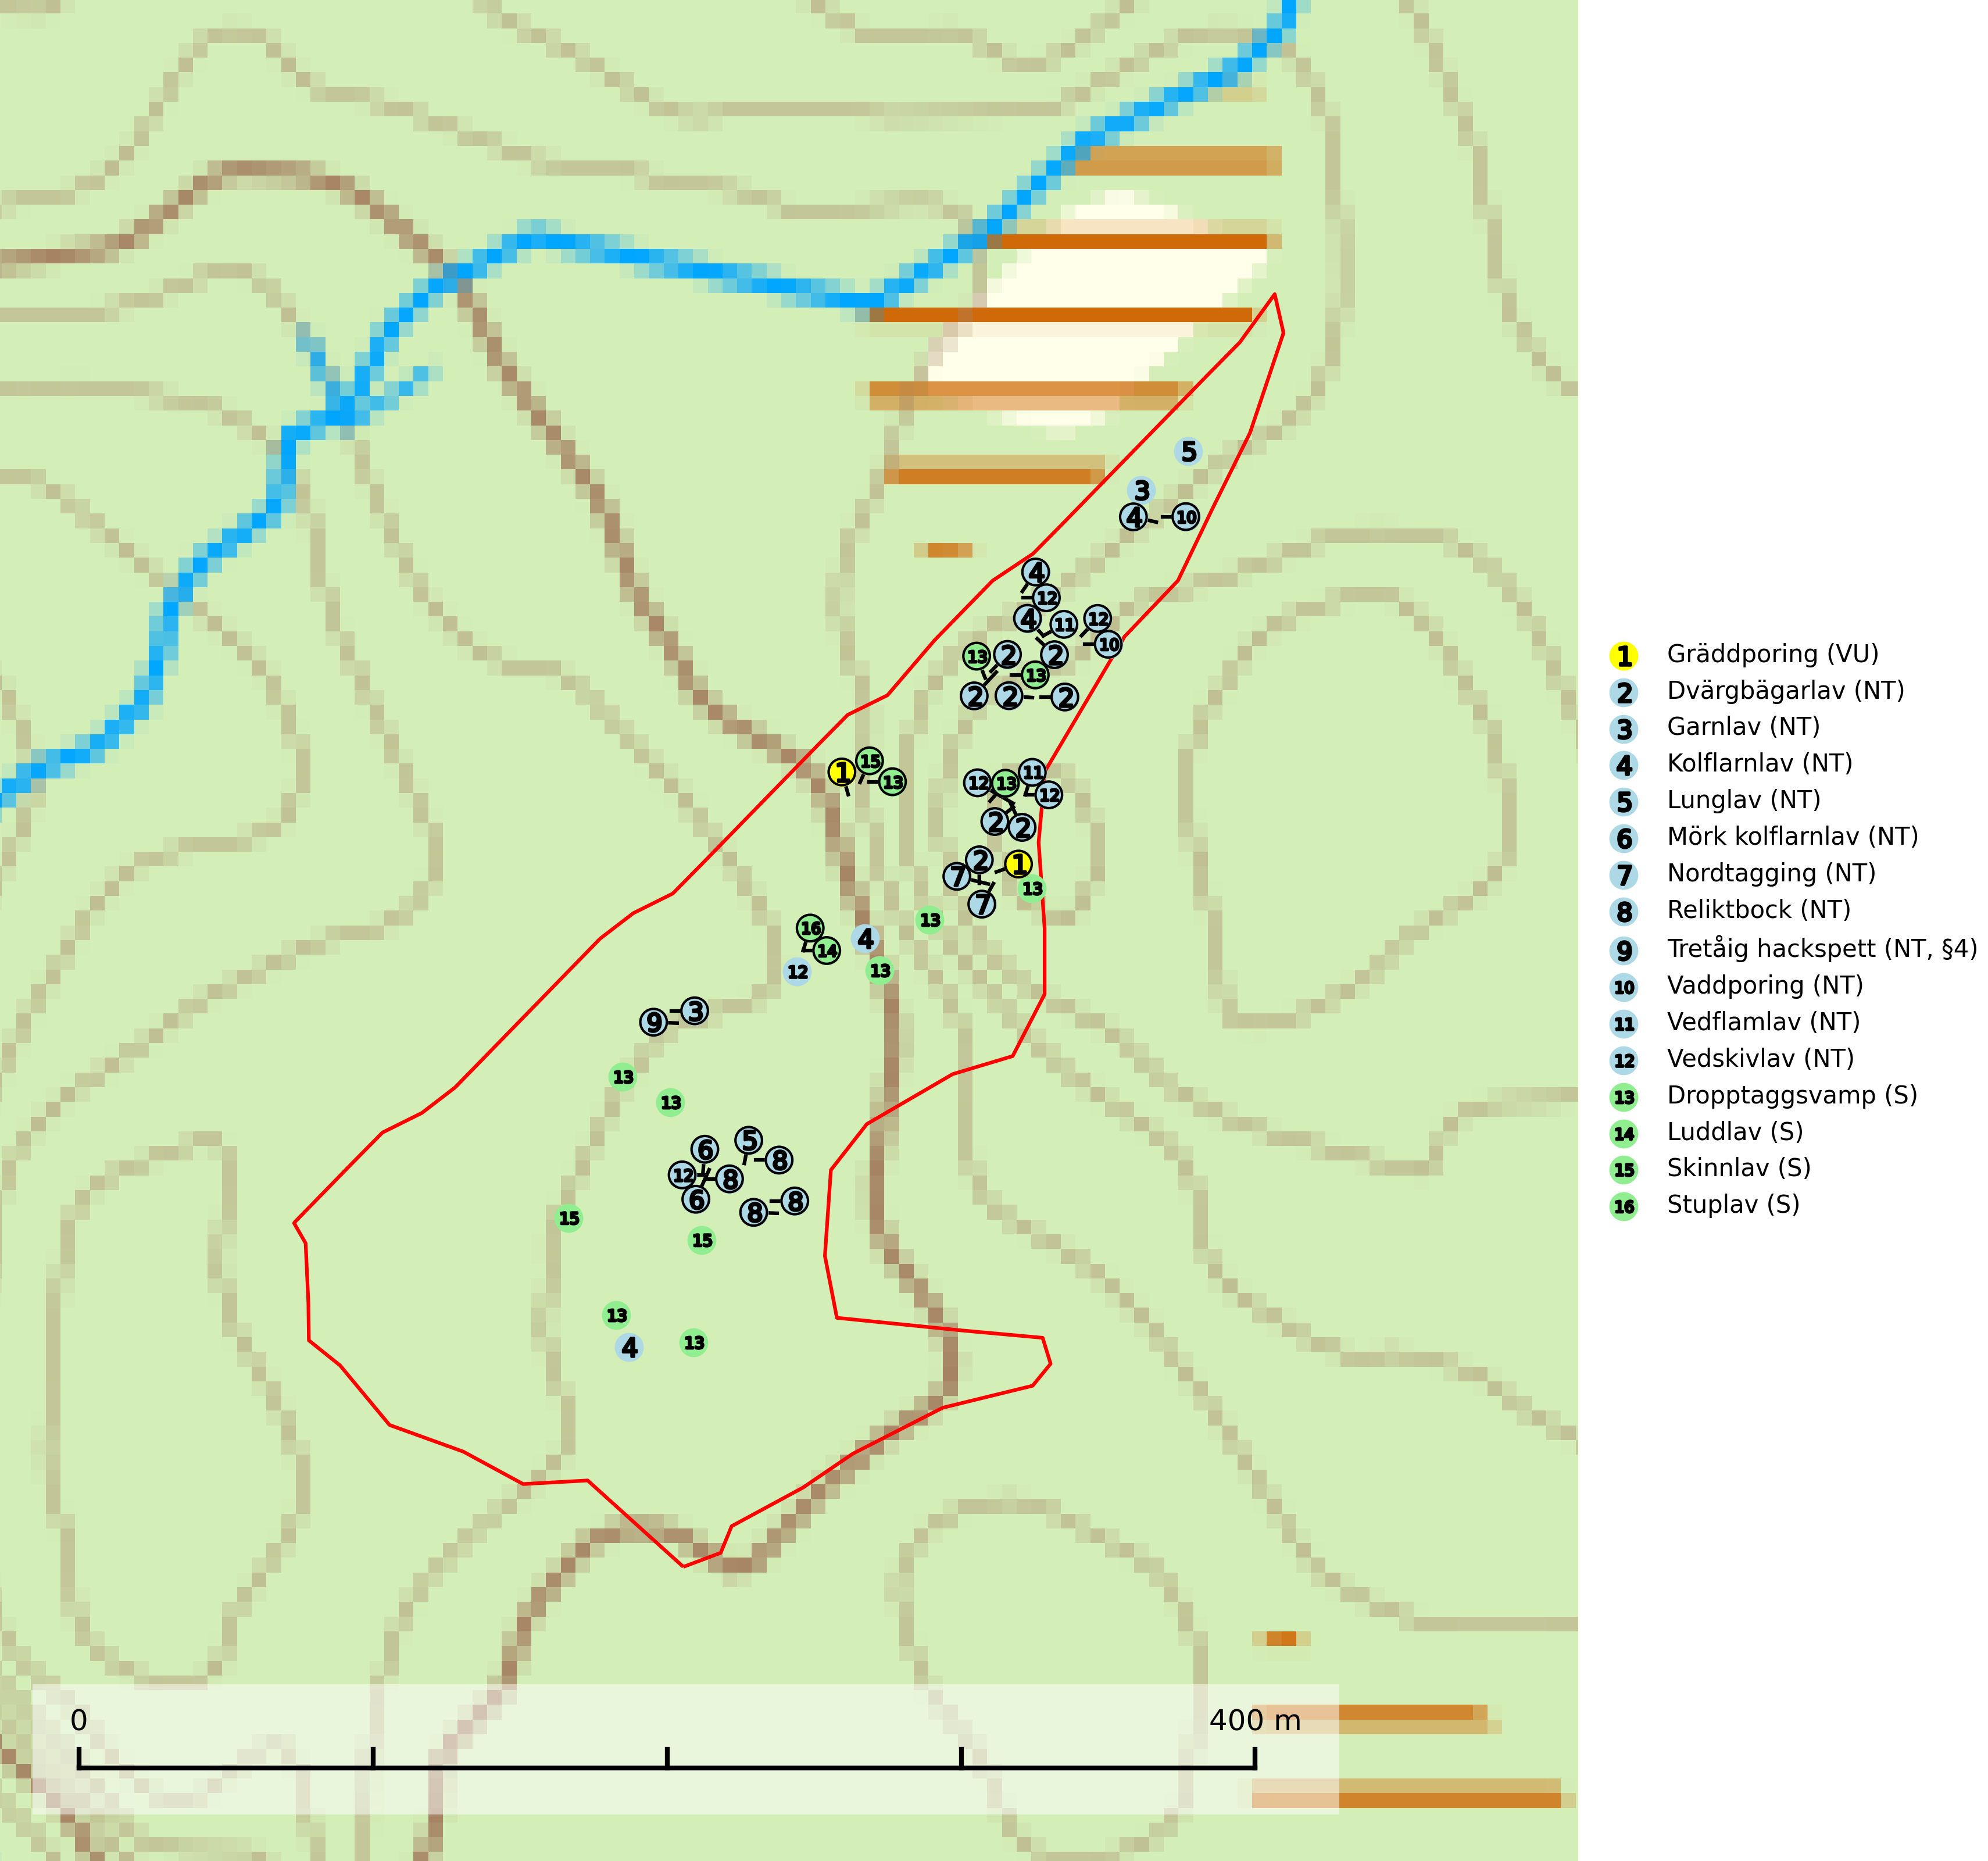 5
3
4 10
4
12
4 11 12
10
13 2 2
13
2 2 2
1 15 13
12 13 11
12
2 2
2 1
7 13
7
13
16
14 4
12 13
9 3
13
13
6 5 8
12 8
6 8 8
15
15
13
4 13
1 Gräddporing (VU)
2 Dvärgbägarlav (NT)
3 Garnlav (NT)
4 Kolflarnlav (NT)
5 Lunglav (NT)
6 Mörk kolflarnlav (NT)
7 Nordtagging (NT)
8 Reliktbock (NT)
9 Tretåig hackspett (NT, §4)
10 Vaddporing (NT)
11 Vedflamlav (NT)
12 Vedskivlav (NT)
13 Dropptaggsvamp (S)
14 Luddlav (S)
15 Skinnlav (S)
16 Stuplav (S)
0 400 m